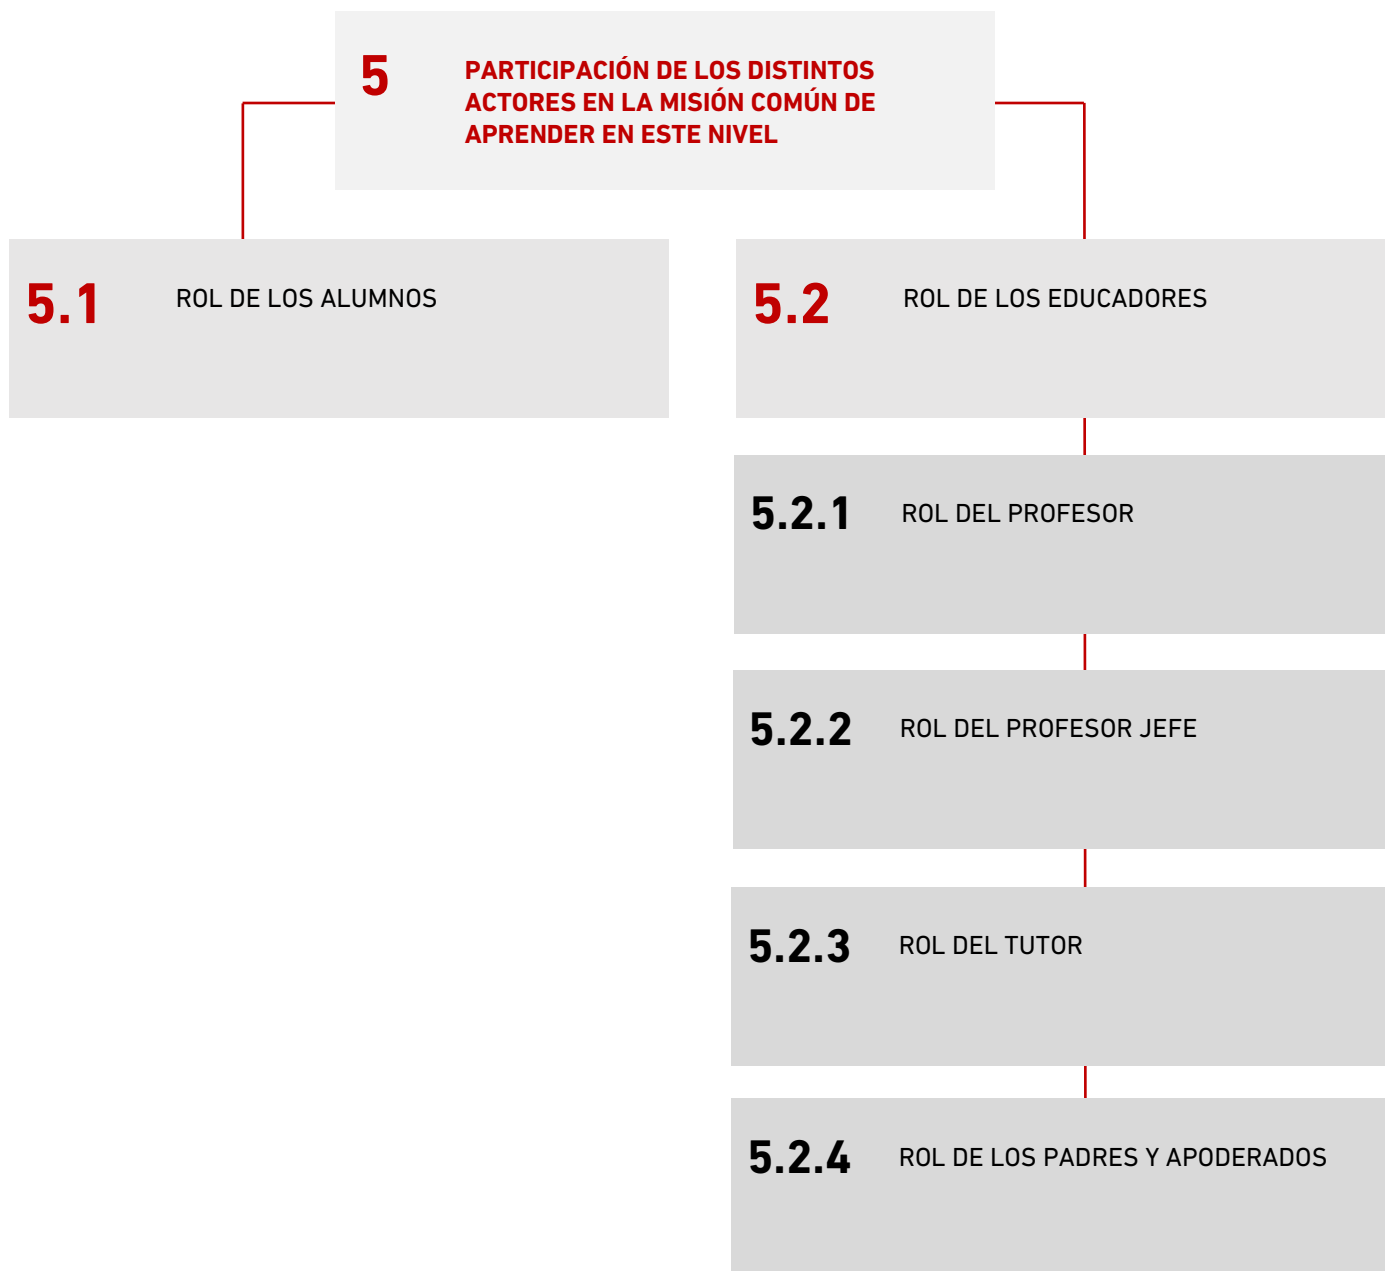 5
PARTICIPACIÓN DE LOS DISTINTOS
ACTORES EN LA MISIÓN COMÚN DE
APRENDER EN ESTE NIVEL
5.1 ROL DE LOS ALUMNOS
5.2 ROL DE LOS EDUCADORES
5.2.1 ROL DEL PROFESOR
5.2.2 ROL DEL PROFESOR JEFE
5.2.3 ROL DEL TUTOR
5.2.4 ROL DE LOS PADRES Y APODERADOS